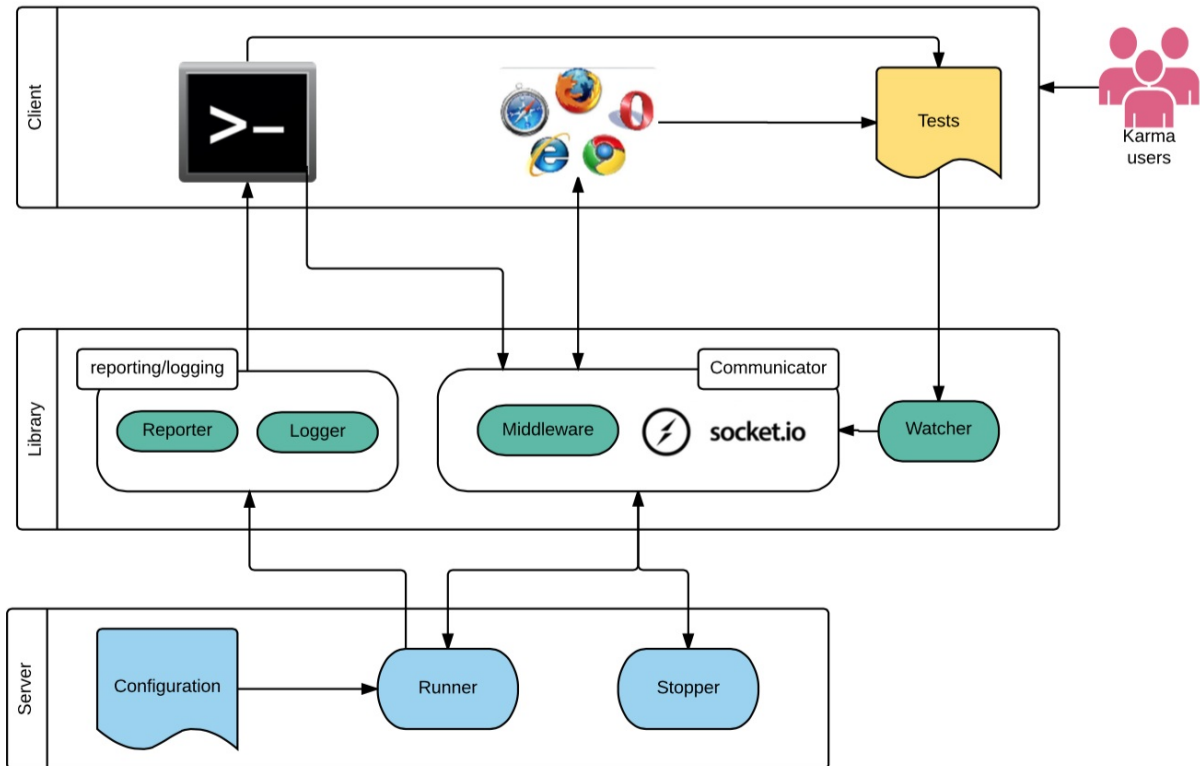 Client
>_
Tests
Karma
users
Library
reporting/logging
Communicator
Reporter
Logger
Middleware
socket.io
Watcher
Server
Configuration
Runner
Stopper